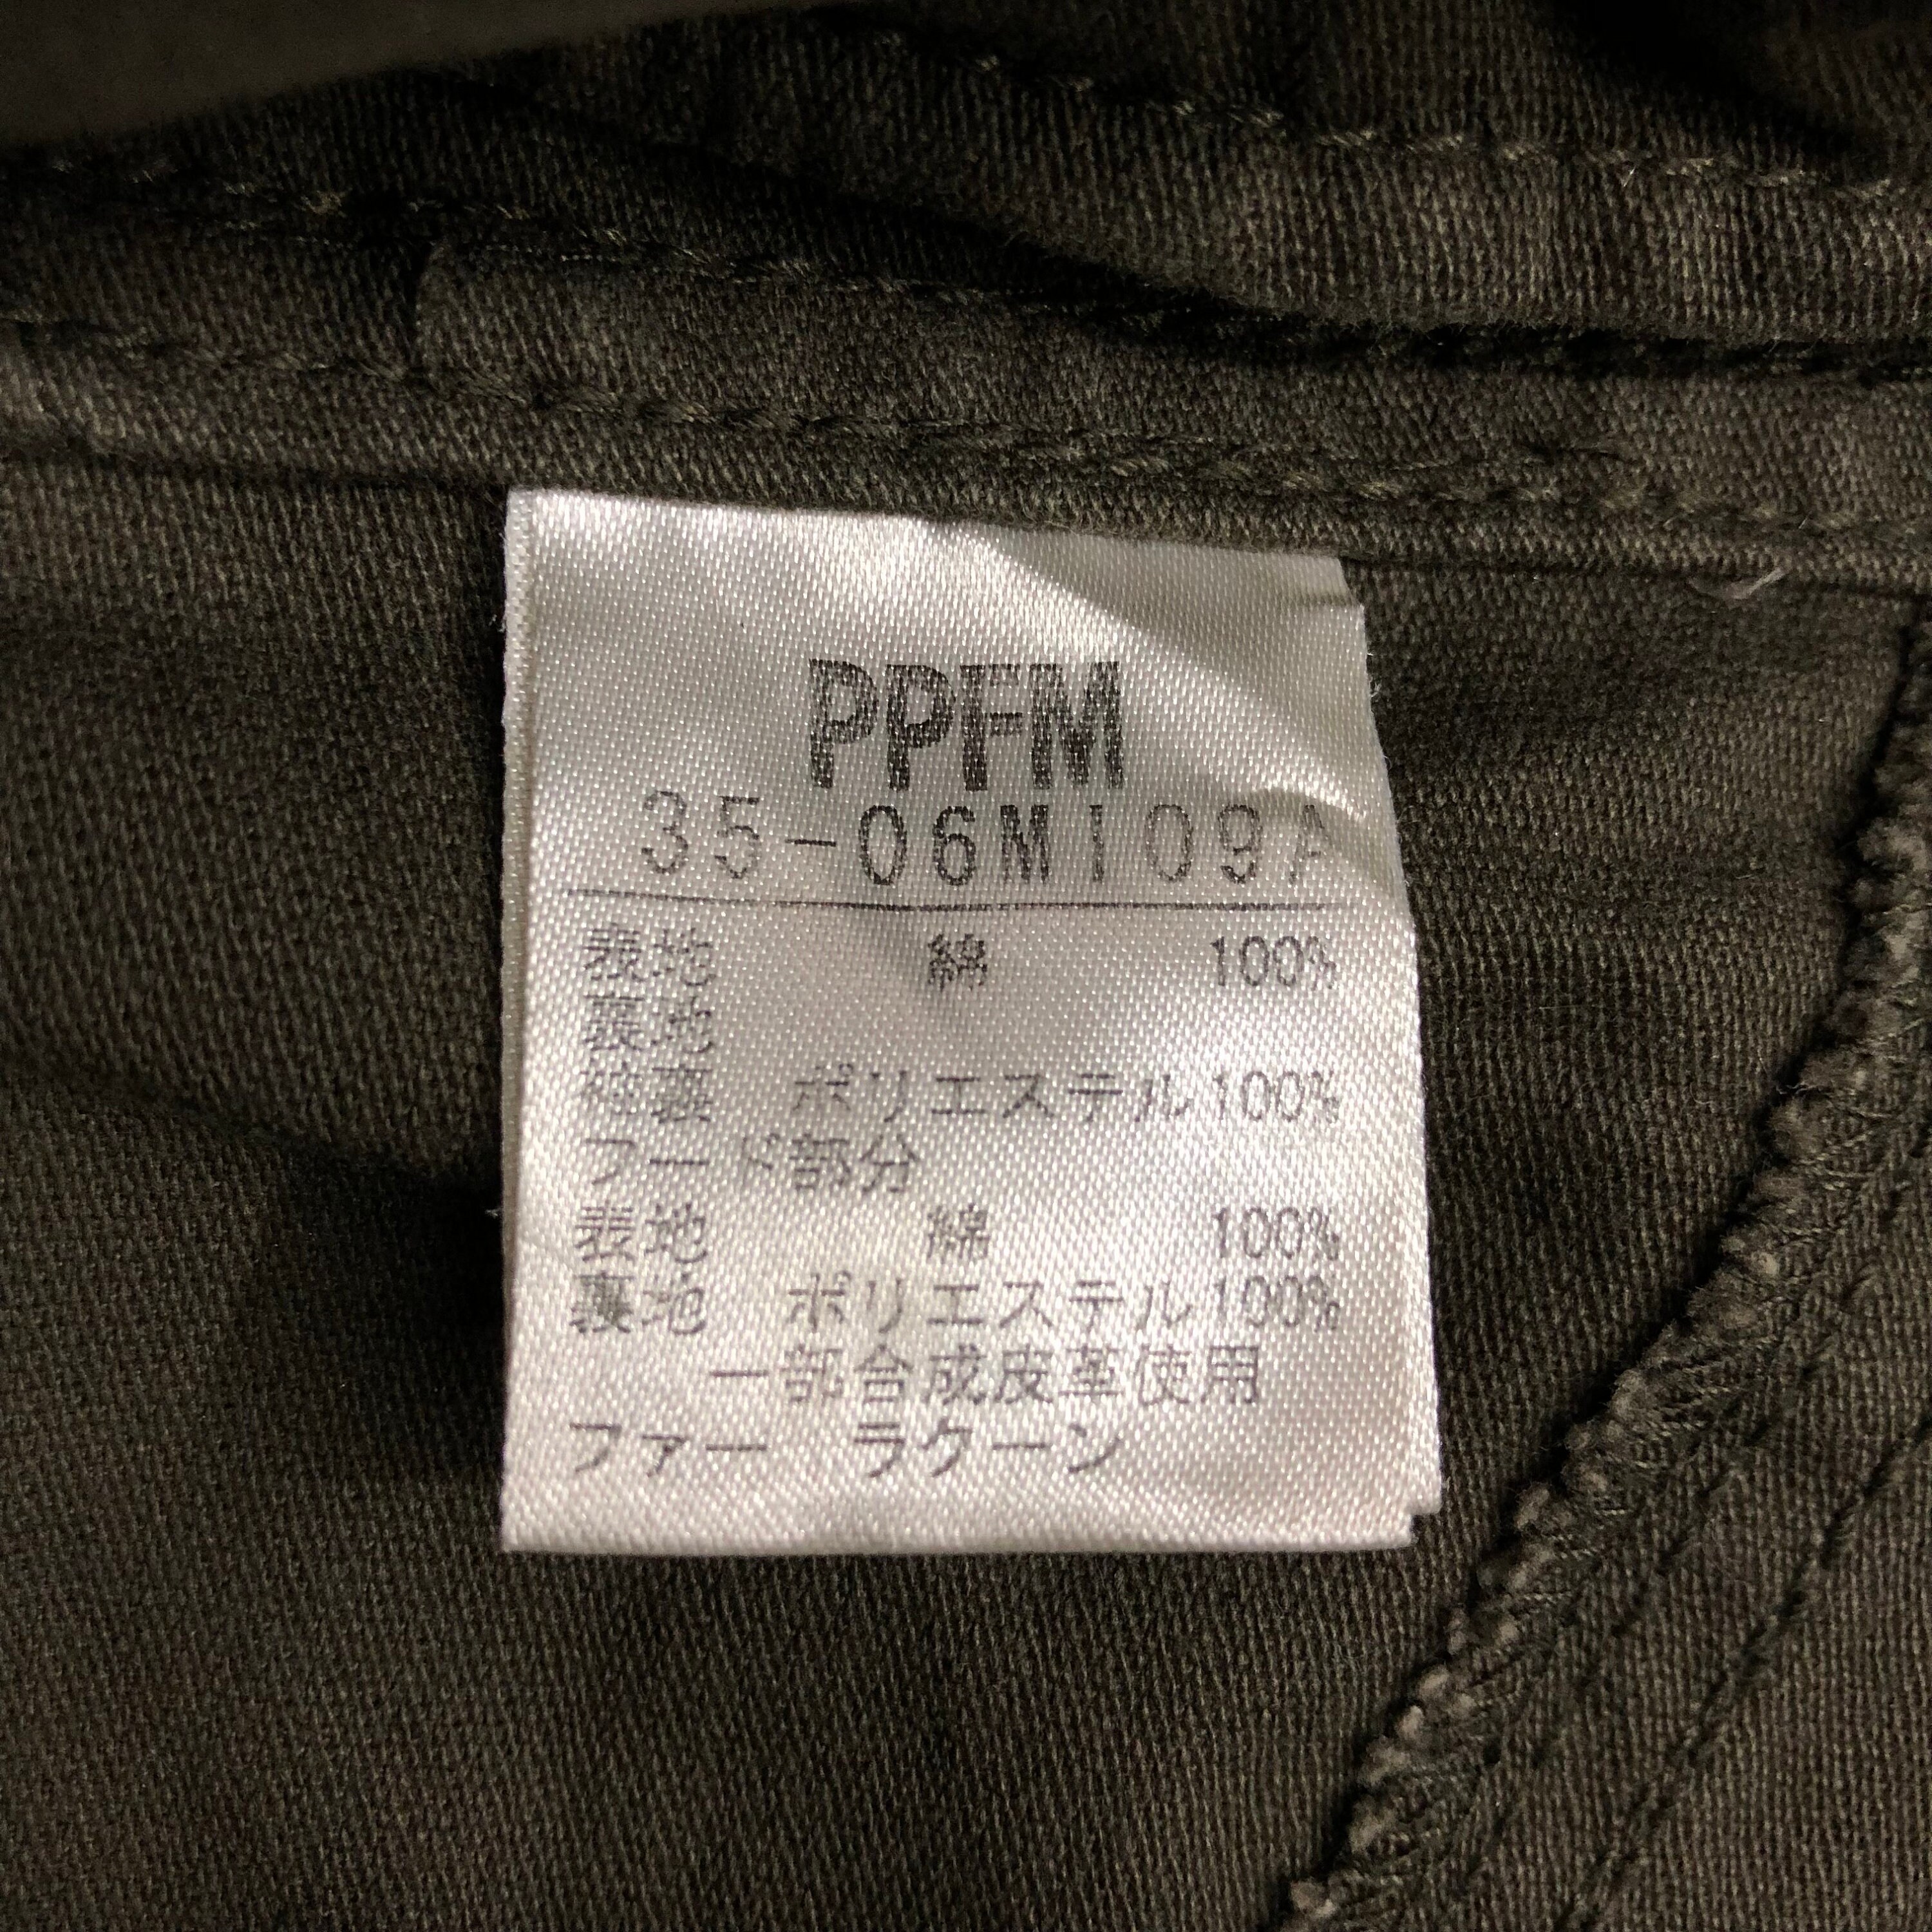 PPFM
35-06M109A
表地 綿 100%
裏地
袖裏 ポリエステル100%
フード部分
表地 綿 100%
裏地 ポリエステル100%
一部合成皮革使用
ファー ラクーン